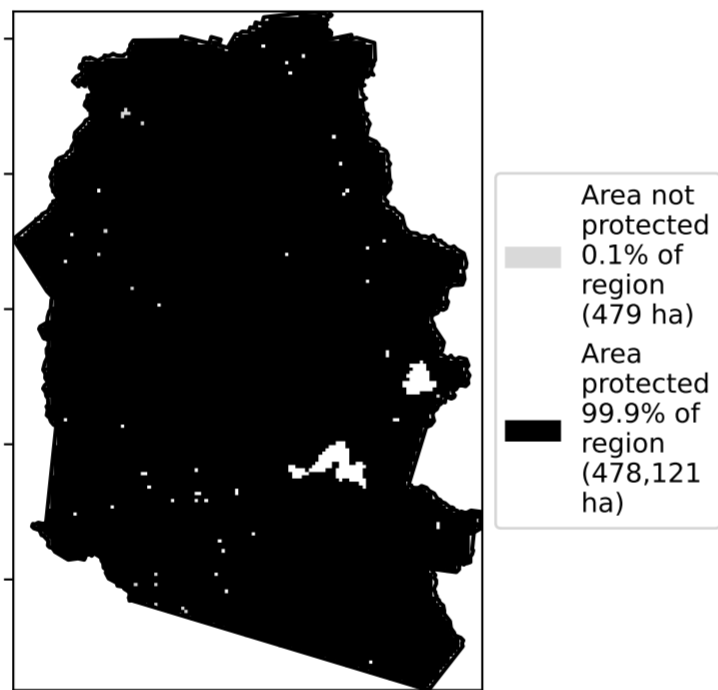 Area not
protected
0.1% of
region
(479 ha)
Area
protected
99.9% of
region
(478,121
ha)